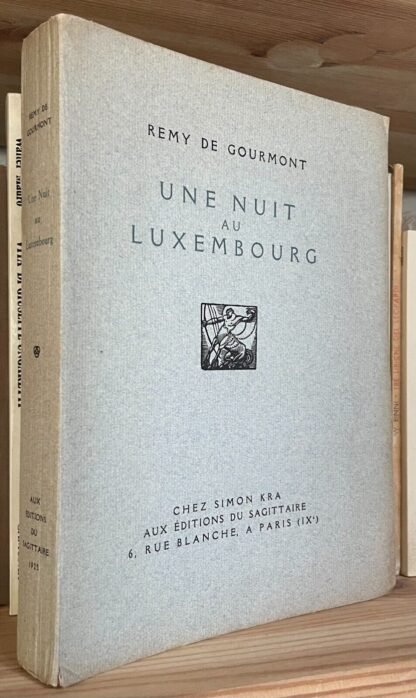 REMY DE GOURMONT
UNE NUIT
AU
LUXEMBOURG
CHEZ SIMON KRA
AUX ÉDITIONS DU SAGITTAIRE
6, RUE BLANCHE, A PARIS (IXᵉ)
REMY DE
GOURMONT
Une Nuit
au
Luxembourg
AUX
ÉDITIONS
DU
SAGITTAIRE